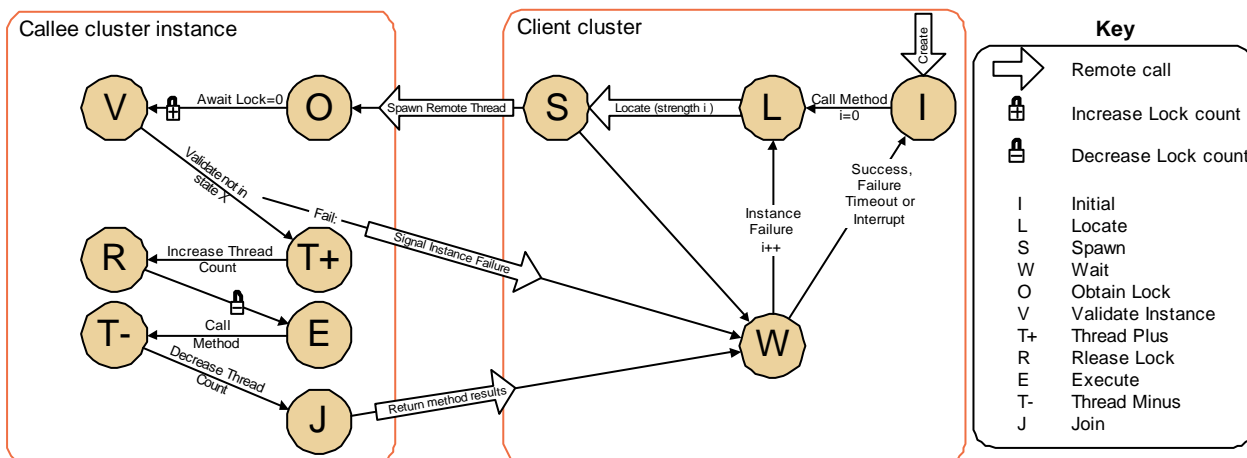 Callee cluster instance
Client cluster
Create
Key
Remote call
Increase Lock count
Decrease Lock count
I Initial
L Locate
S Spawn
W Wait
O Obtain Lock
V Validate Instance
T+ Thread Plus
R Rlease Lock
E Execute
T- Thread Minus
J Join
V
Await Lock=0
O
Spawn Remote Thread
S
Locate (strength i )
L
Call Method
i=0
I
Validate not in
state X
Fail:
Signal Instance Failure
Instance
Failure
i++
Success,
Failure
Timeout or
Interrupt
R
Increase Thread
Count
T+
T-
Call
Method
E
W
Decrease Thread
Count
J
Return method results